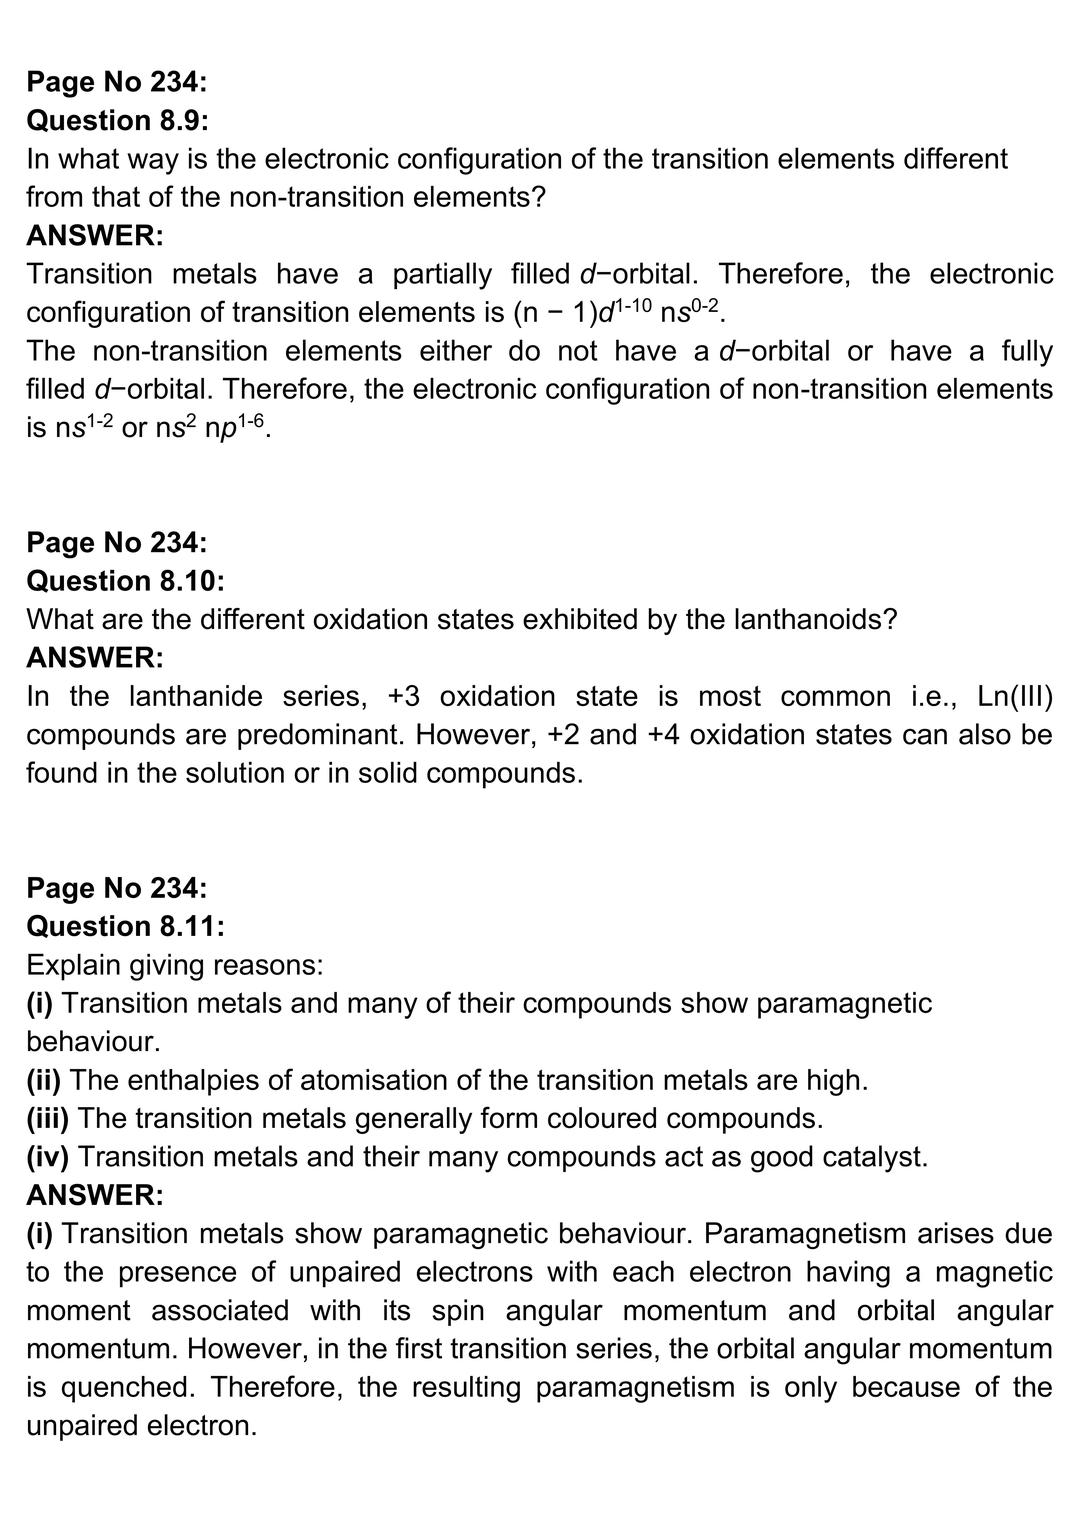 Page No 234:
Question 8.9:
In what way is the electronic configuration of the transition elements different
from that of the non-transition elements?
ANSWER:
Transition metals have a partially filled d−orbital. Therefore, the electronic
configuration of transition elements is (n − 1)d¹⁻¹⁰ ns⁰⁻².
The non-transition elements either do not have a d−orbital or have a fully
filled d−orbital. Therefore, the electronic configuration of non-transition elements
is ns¹⁻² or ns² np¹⁻⁶.
Page No 234:
Question 8.10:
What are the different oxidation states exhibited by the lanthanoids?
ANSWER:
In the lanthanide series, +3 oxidation state is most common i.e., Ln(III)
compounds are predominant. However, +2 and +4 oxidation states can also be
found in the solution or in solid compounds.
Page No 234:
Question 8.11:
Explain giving reasons:
(i) Transition metals and many of their compounds show paramagnetic
behaviour.
(ii) The enthalpies of atomisation of the transition metals are high.
(iii) The transition metals generally form coloured compounds.
(iv) Transition metals and their many compounds act as good catalyst.
ANSWER:
(i) Transition metals show paramagnetic behaviour. Paramagnetism arises due
to the presence of unpaired electrons with each electron having a magnetic
moment associated with its spin angular momentum and orbital angular
momentum. However, in the first transition series, the orbital angular momentum
is quenched. Therefore, the resulting paramagnetism is only because of the
unpaired electron.